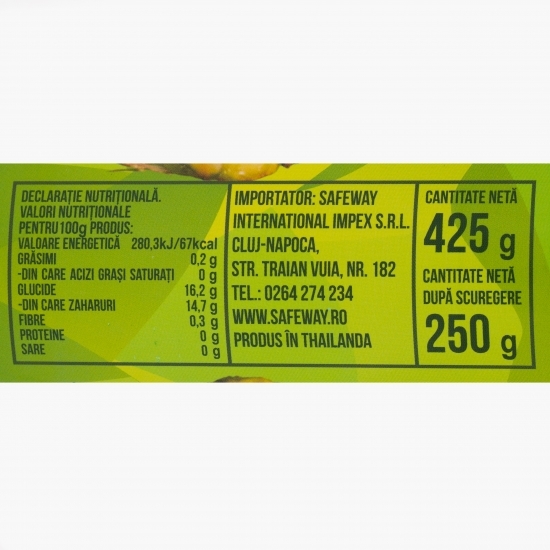 DECLARAȚIE NUTRIȚIONALĂ.
VALORI NUTRIȚIONALE
PENTRU 100g PRODUS:
VALOARE ENERGETICĂ 280,3kJ/67kcal
GRĂSIMI 0,2 g
-DIN CARE ACIZI GRAȘI SATURAȚI 0 g
GLUCIDE 16,2 g
-DIN CARE ZAHARURI 14,7 g
FIBRE 0,3 g
PROTEINE 0 g
SARE 0 g
IMPORTATOR: SAFEWAY
INTERNATIONAL IMPEX S.R.L.
CLUJ-NAPOCA,
STR. TRAIAN VUIA, NR. 182
TEL.: 0264 274 234
WWW.SAFEWAY.RO
PRODUS ÎN THAILANDA
CANTITATE NETĂ
425 g
CANTITATE NETĂ
DUPĂ SCUREGERE
250 g